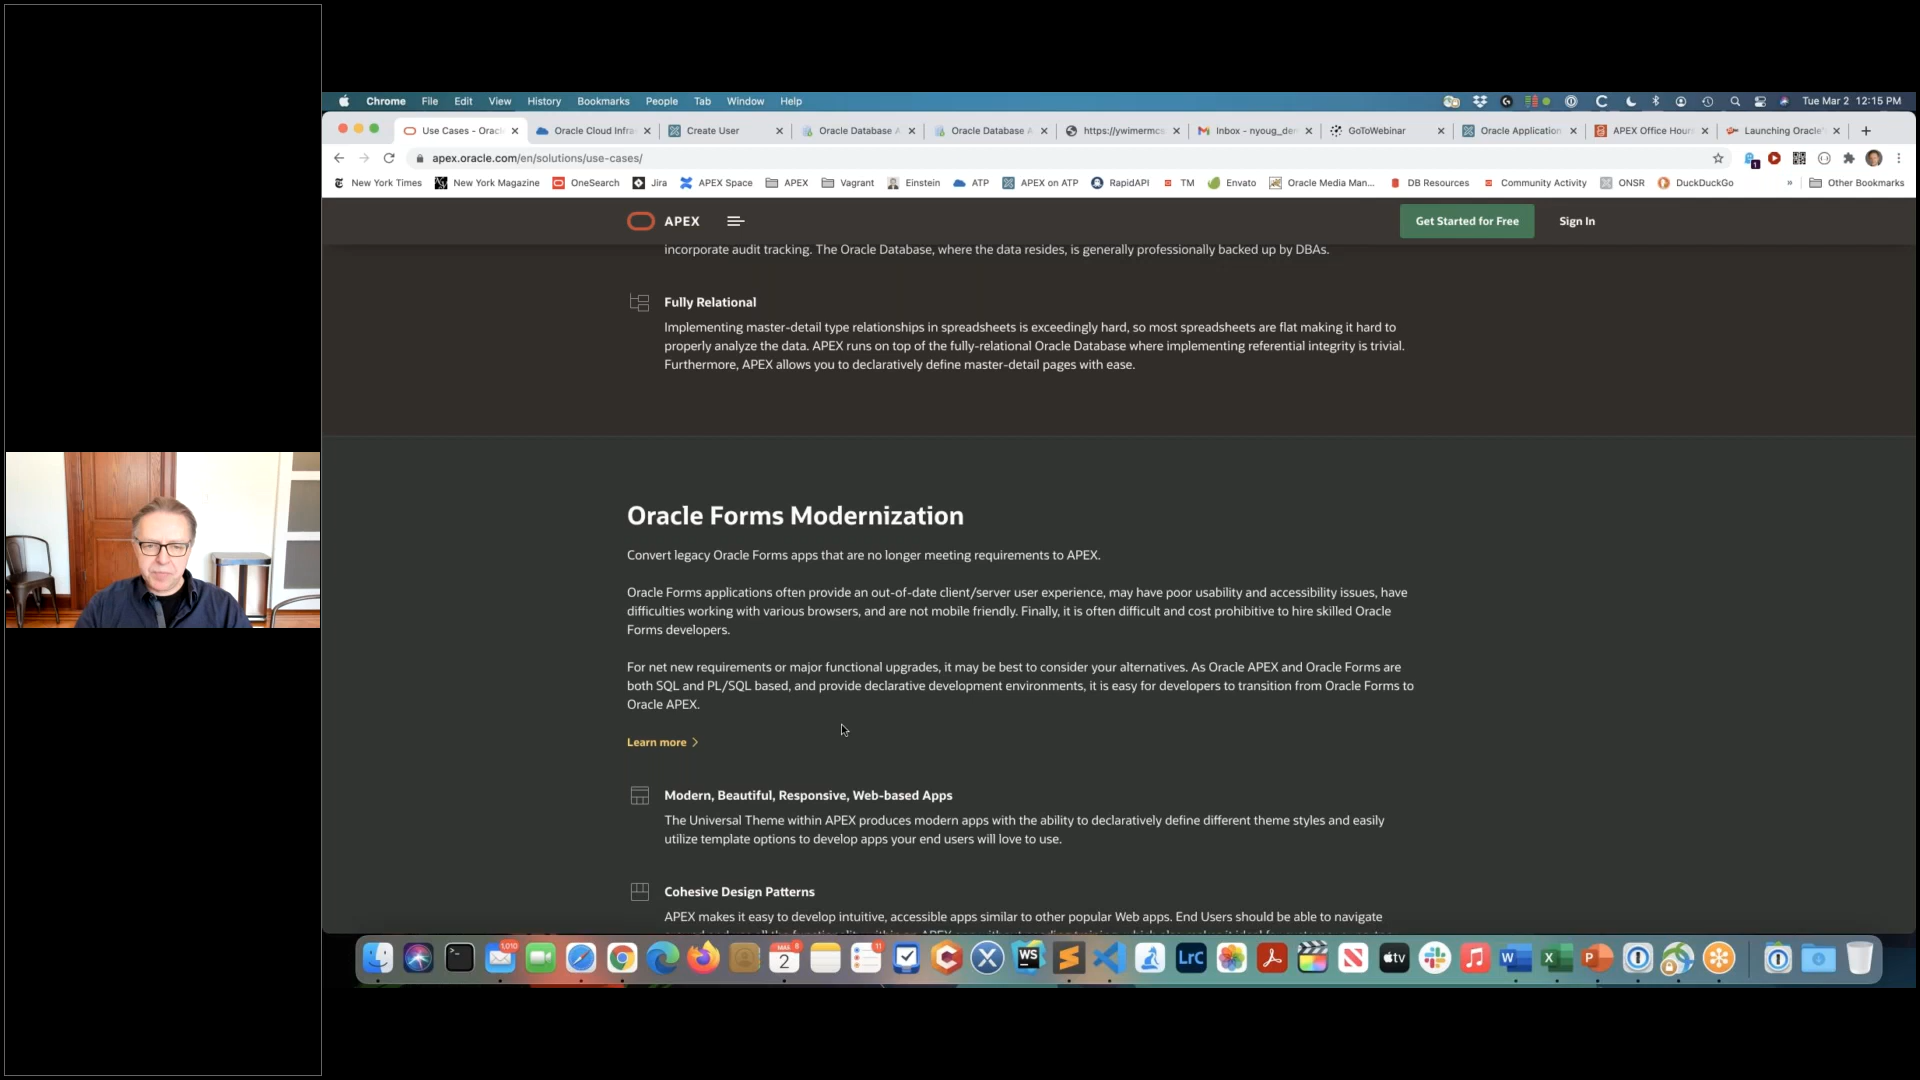 Chrome File Edit View History Bookmarks People Tab Window Help Tue Mar 2 12:15 PM
Use Cases - Oracl Oracle Cloud Infra Create User Oracle Database A Oracle Database A https://ywimermcs Inbox - nyoug_de GoToWebinar Oracle Application APEX Office Hour Launching Oracle'
apex.oracle.com/en/solutions/use-cases/
New York Times New York Magazine OneSearch Jira APEX Space APEX Vagrant Einstein ATP APEX on ATP RapidAPI TM Envato Oracle Media Man... DB Resources Community Activity ONSR DuckDuckGo » Other Bookmarks
APEX Get Started for Free Sign In
incorporate audit tracking. The Oracle Database, where the data resides, is generally professionally backed up by DBAs.
Fully Relational
Implementing master-detail type relationships in spreadsheets is exceedingly hard, so most spreadsheets are flat making it hard to
properly analyze the data. APEX runs on top of the fully-relational Oracle Database where implementing referential integrity is trivial.
Furthermore, APEX allows you to declaratively define master-detail pages with ease.
Oracle Forms Modernization
Convert legacy Oracle Forms apps that are no longer meeting requirements to APEX.
Oracle Forms applications often provide an out-of-date client/server user experience, may have poor usability and accessibility issues, have
difficulties working with various browsers, and are not mobile friendly. Finally, it is often difficult and cost prohibitive to hire skilled Oracle
Forms developers.
For net new requirements or major functional upgrades, it may be best to consider your alternatives. As Oracle APEX and Oracle Forms are
both SQL and PL/SQL based, and provide declarative development environments, it is easy for developers to transition from Oracle Forms to
Oracle APEX.
Learn more
Modern, Beautiful, Responsive, Web-based Apps
The Universal Theme within APEX produces modern apps with the ability to declaratively define different theme styles and easily
utilize template options to develop apps your end users will love to use.
Cohesive Design Patterns
APEX makes it easy to develop intuitive, accessible apps similar to other popular Web apps. End Users should be able to navigate
1,010 MAR 2 11 WS LrC tv W X P